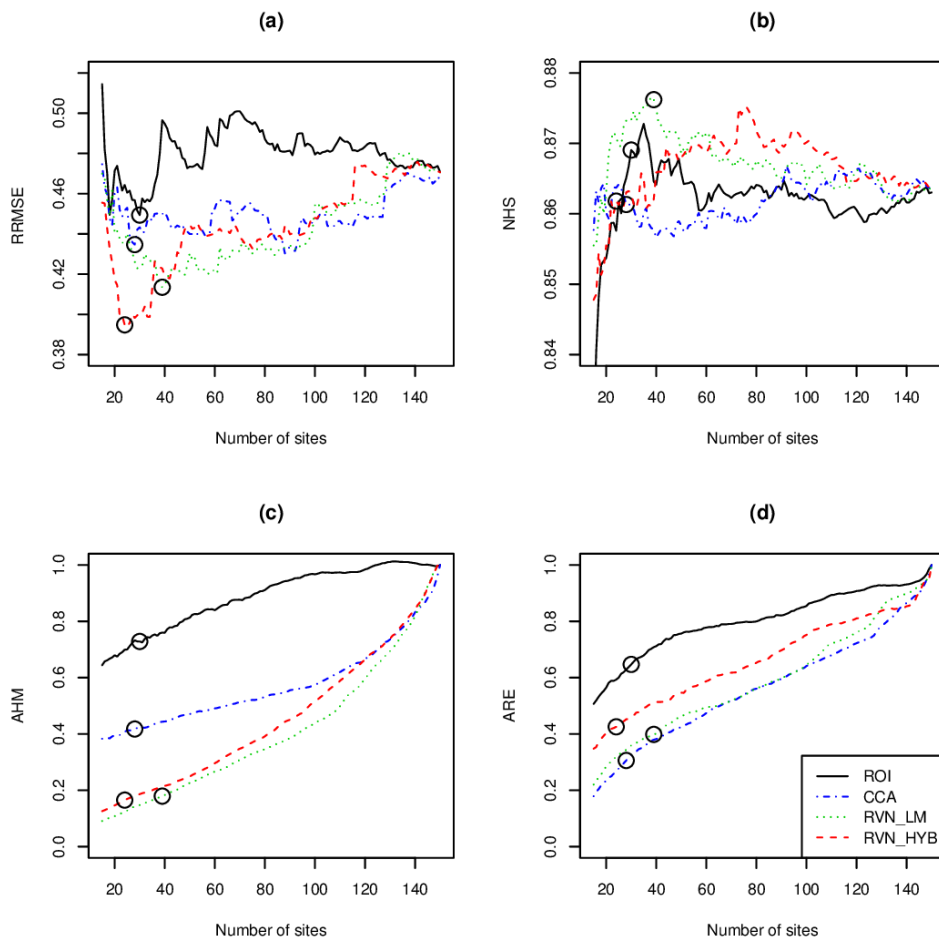 (a)
RRMSE
0.50
0.46
0.42
0.38
20 40 60 80 100 120 140
Number of sites
(b)
NHS
0.88
0.87
0.86
0.85
0.84
20 40 60 80 100 120 140
Number of sites
(c)
AHM
1.0
0.8
0.6
0.4
0.2
0.0
20 40 60 80 100 120 140
Number of sites
(d)
ARE
1.0
0.8
0.6
0.4
0.2
0.0
ROI
CCA
RVN_LM
RVN_HYB
20 40 60 80 100 120 140
Number of sites